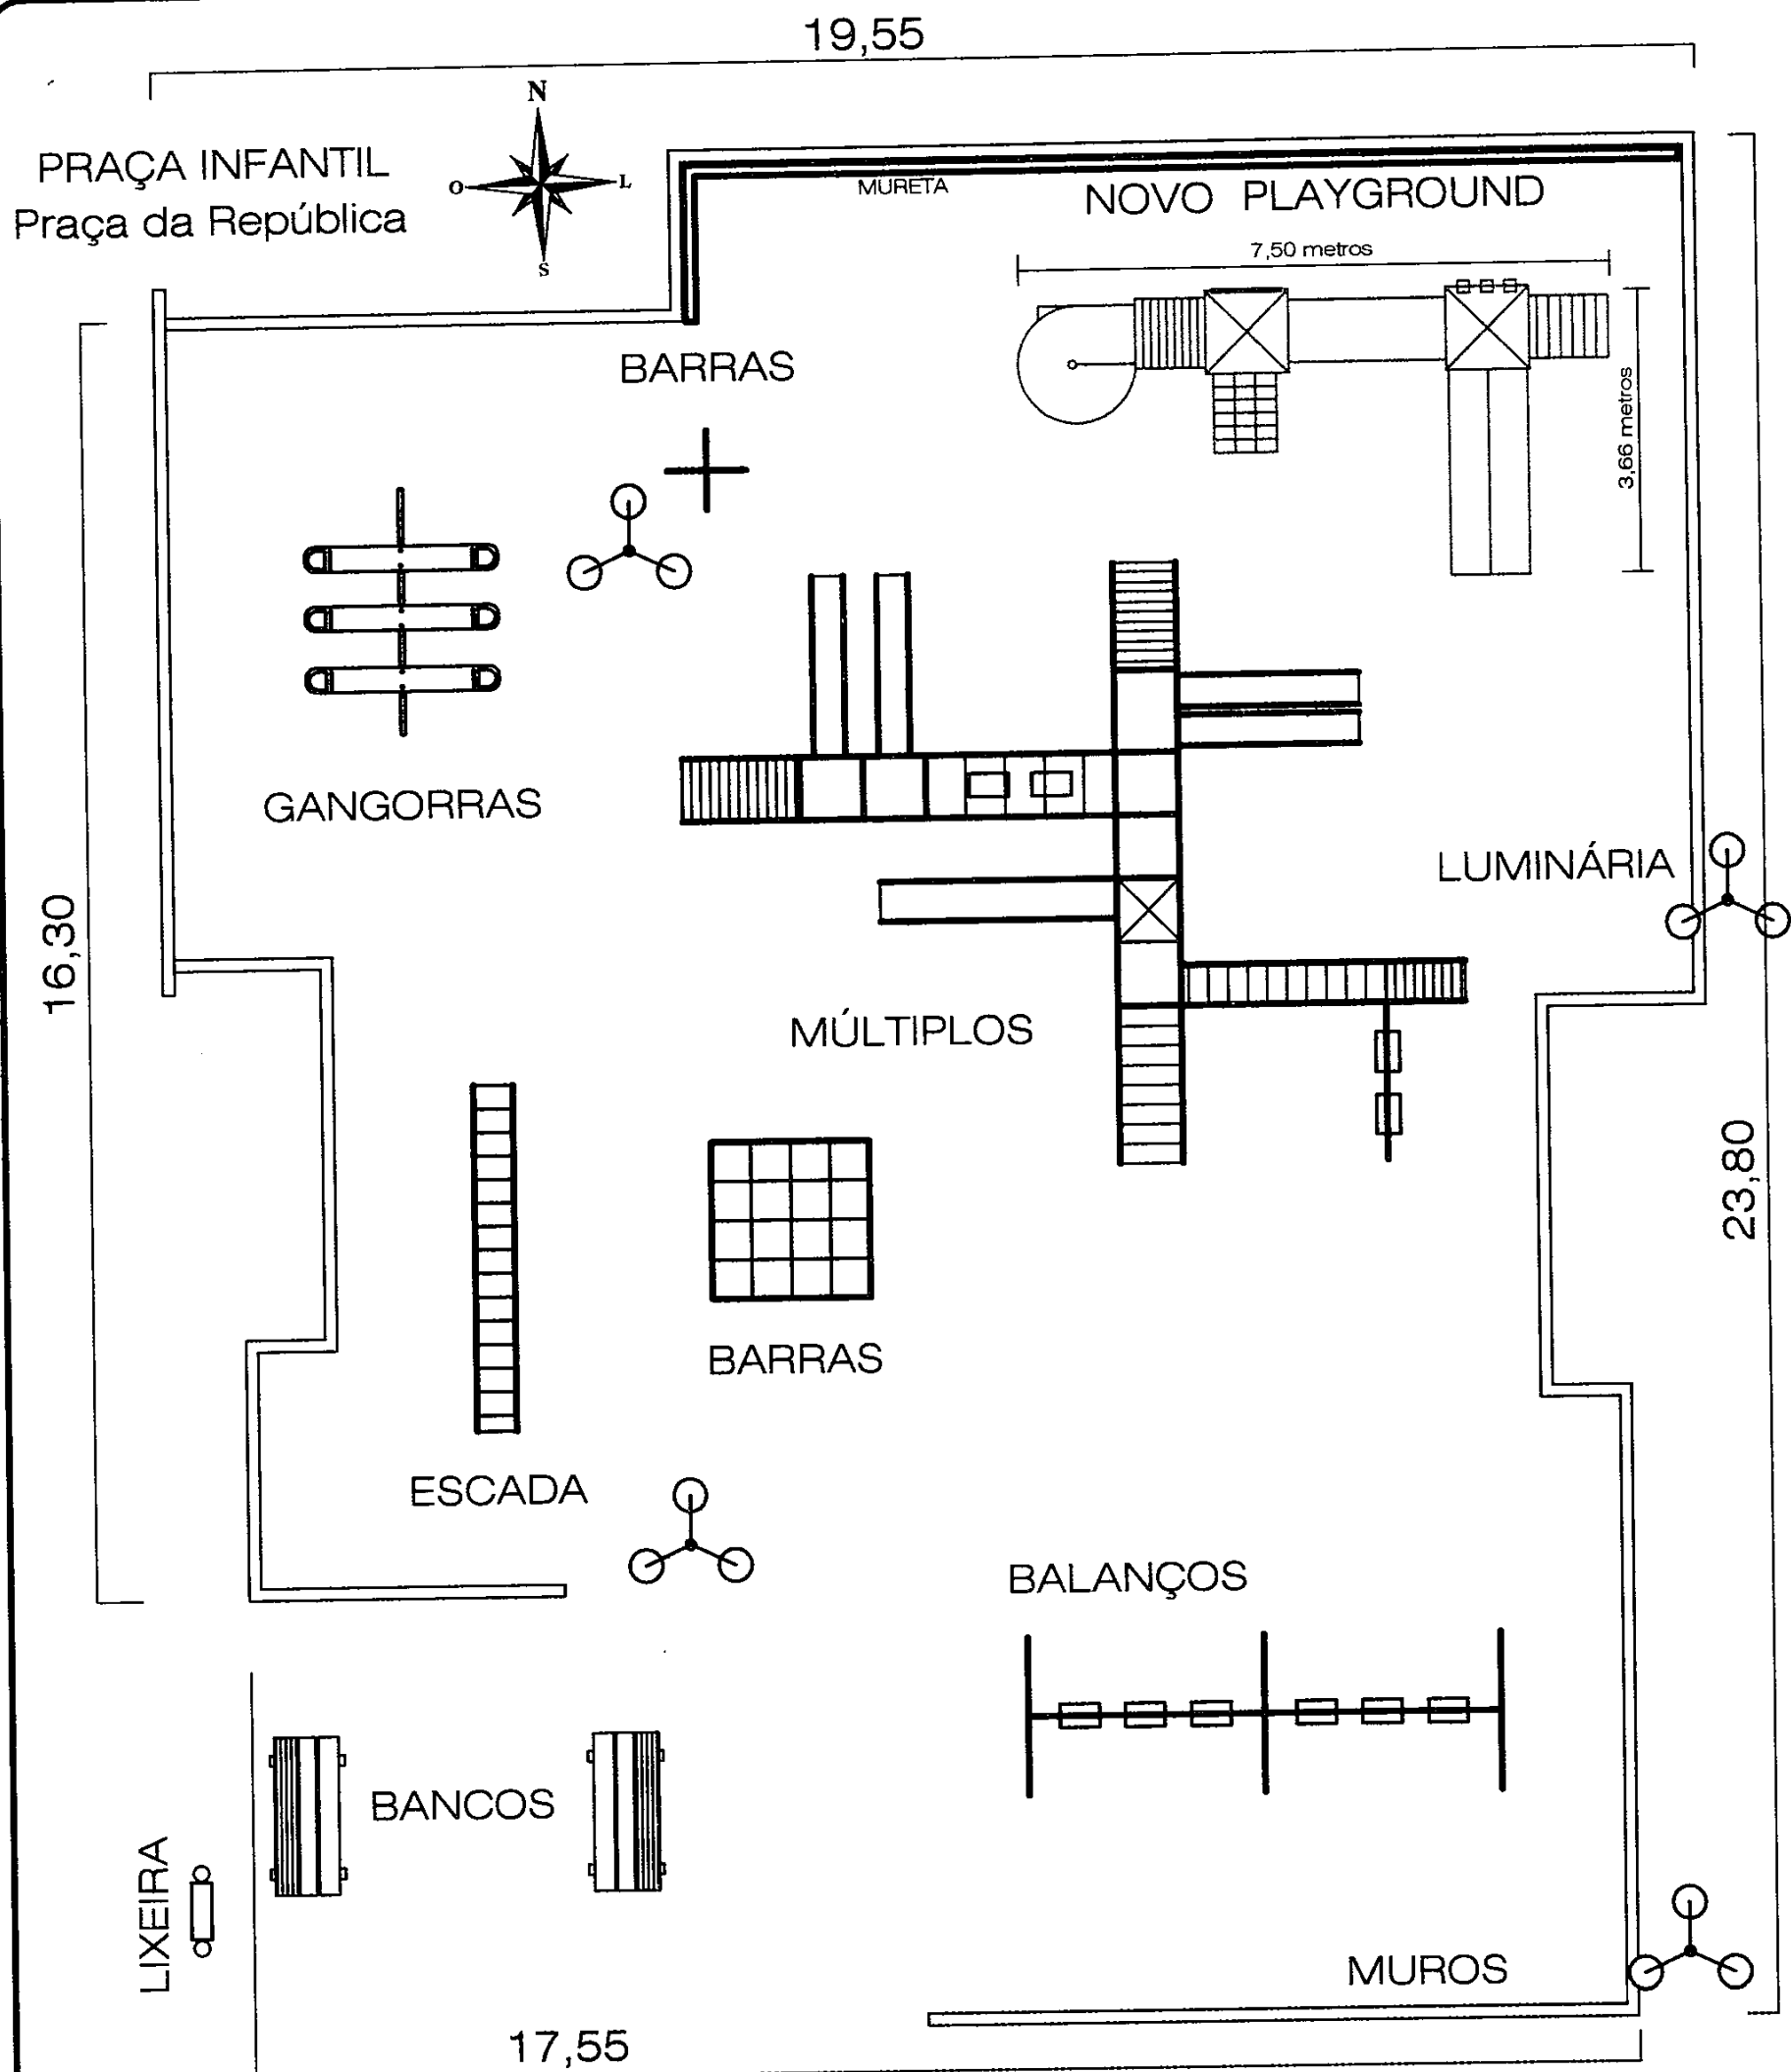 19,55
N
PRAÇA INFANTIL
Praça da República
O
L
S
MURETA
NOVO PLAYGROUND
7,50 metros
3,66 metros
BARRAS
GANGORRAS
LUMINÁRIA
16,30
MÚLTIPLOS
23,80
BARRAS
ESCADA
BALANÇOS
BANCOS
LIXEIRA
MUROS
17,55